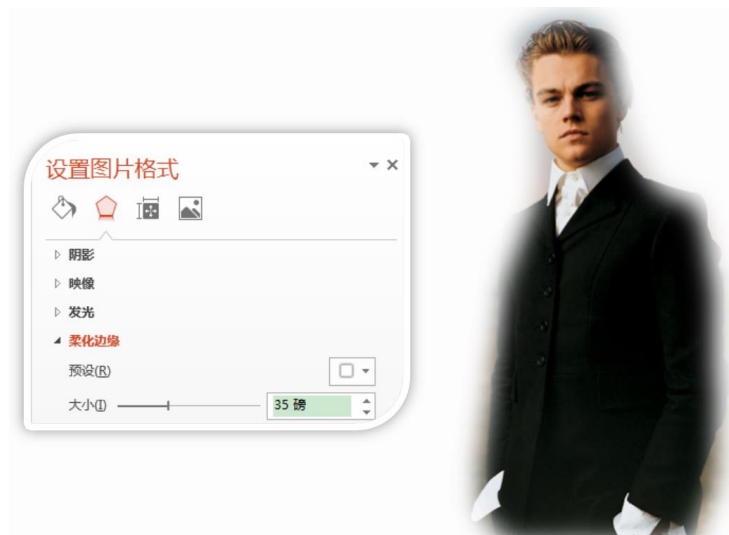 设置图片格式
阴影
映像
发光
柔化边缘
预设(R)
大小(I) 35 磅